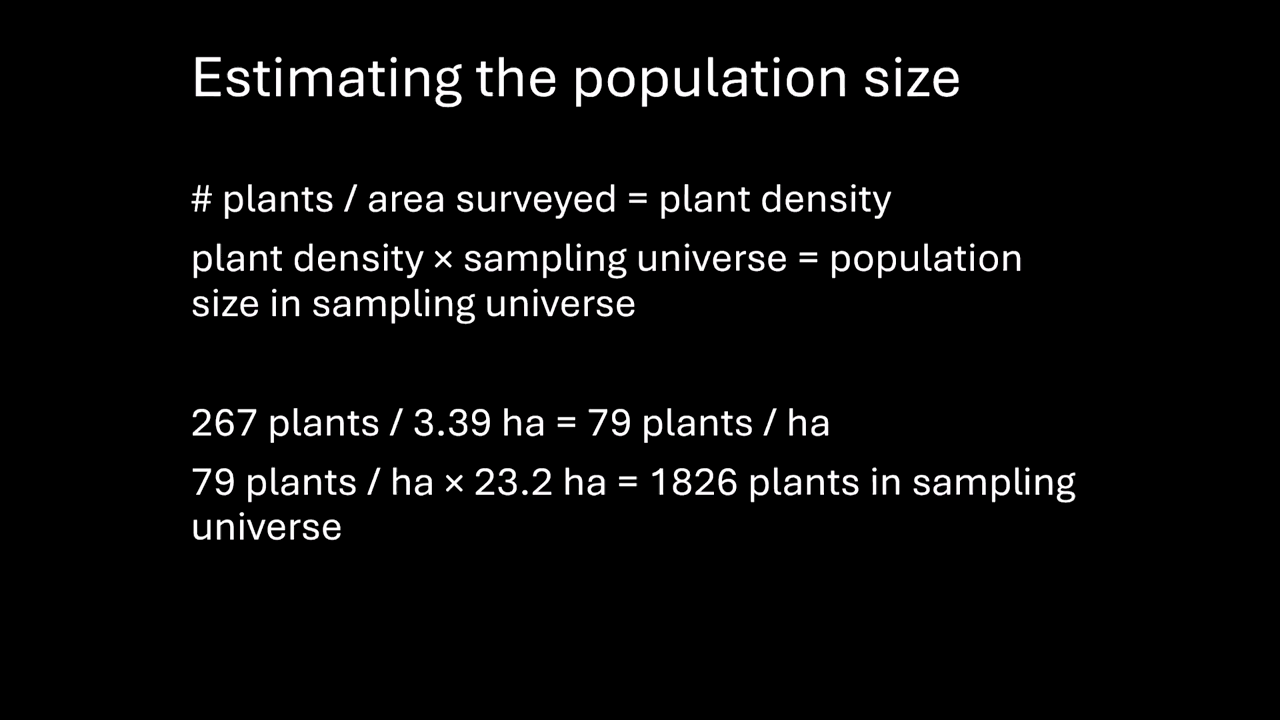 Estimating the population size
# plants / area surveyed = plant density
plant density × sampling universe = population
size in sampling universe
267 plants / 3.39 ha = 79 plants / ha
79 plants / ha × 23.2 ha = 1826 plants in sampling
universe